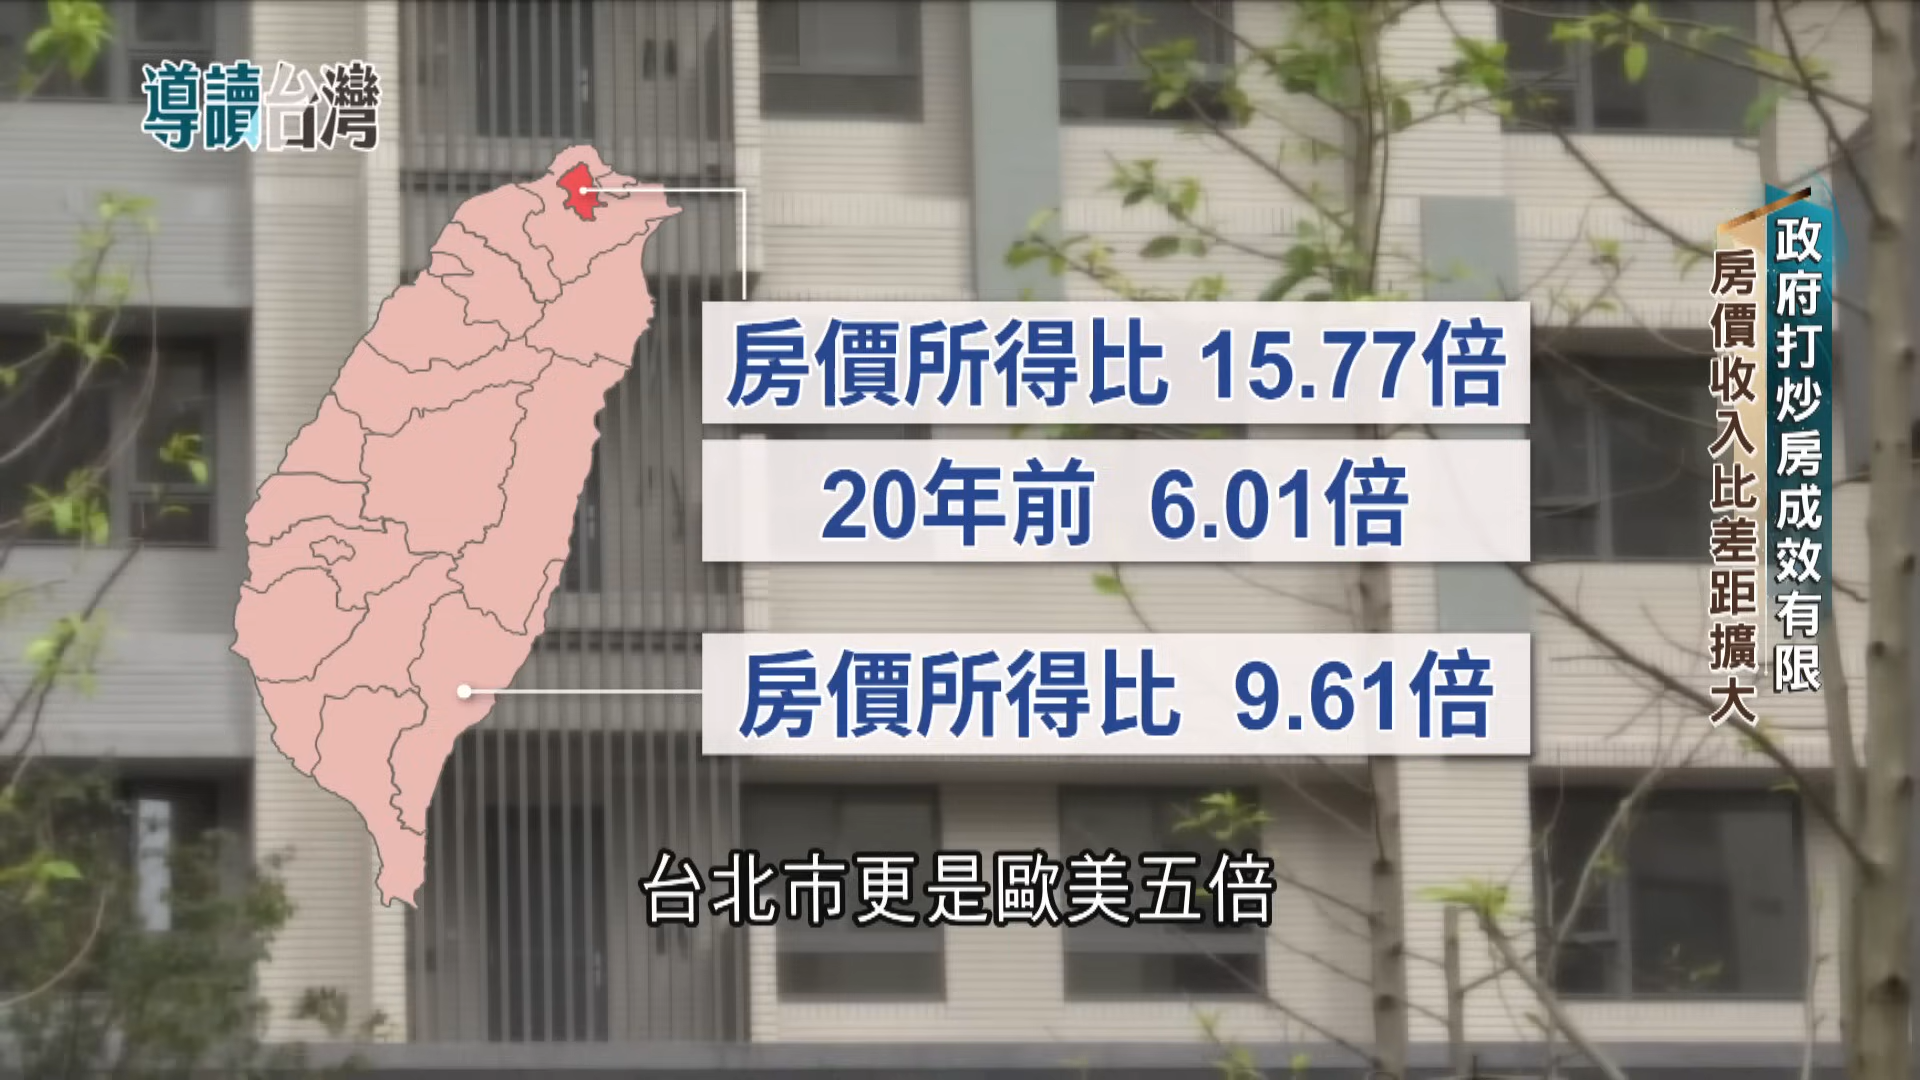 導讀台灣
房價所得比 15.77倍
20年前 6.01倍
房價所得比 9.61倍
政府打炒房成效有限
房價收入比差距擴大
台北市更是歐美五倍